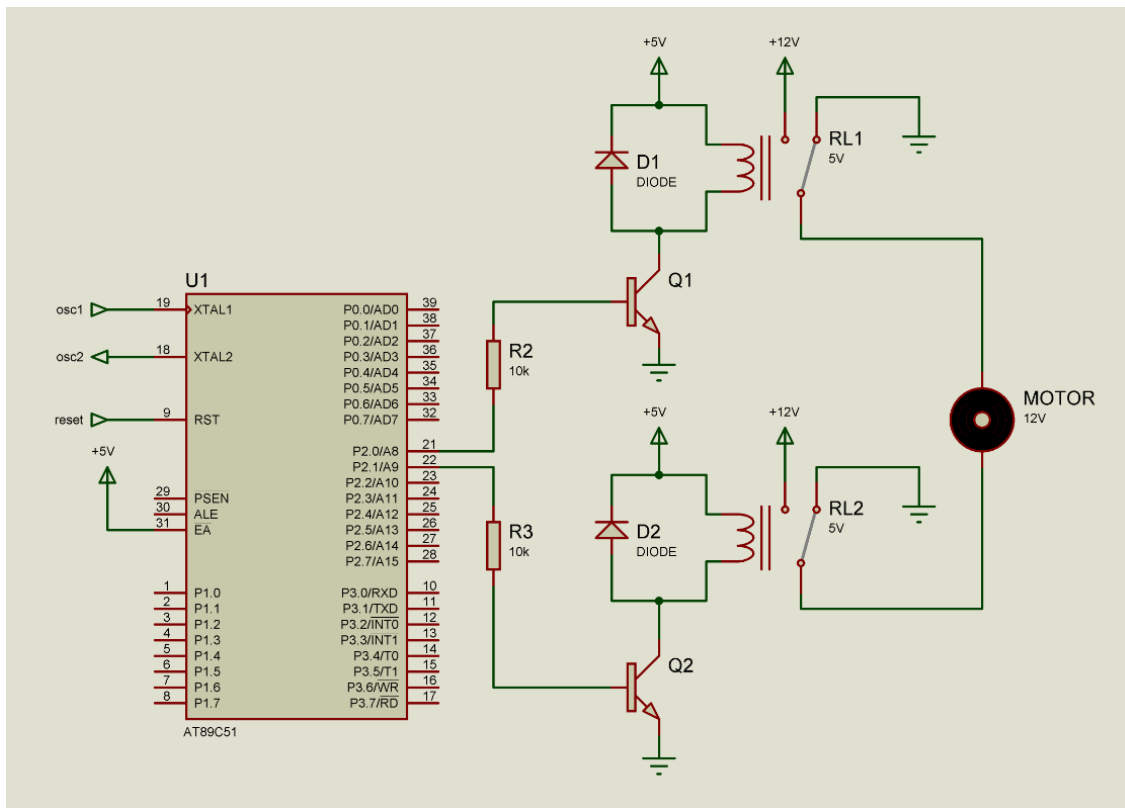 +5V
+12V
RL1
5V
D1
DIODE
Q1
U1
osc1
19
XTAL1
osc2
18
XTAL2
reset
9
RST
+5V
29
PSEN
30
ALE
31
EA
1
P1.0
2
P1.1
3
P1.2
4
P1.3
5
P1.4
6
P1.5
7
P1.6
8
P1.7
P0.0/AD0
39
P0.1/AD1
38
P0.2/AD2
37
P0.3/AD3
36
P0.4/AD4
35
P0.5/AD5
34
P0.6/AD6
33
P0.7/AD7
32
P2.0/A8
21
P2.1/A9
22
P2.2/A10
23
P2.3/A11
24
P2.4/A12
25
P2.5/A13
26
P2.6/A14
27
P2.7/A15
28
P3.0/RXD
10
P3.1/TXD
11
P3.2/INT0
12
P3.3/INT1
13
P3.4/T0
14
P3.5/T1
15
P3.6/WR
16
P3.7/RD
17
AT89C51
R2
10k
R3
10k
MOTOR
12V
+5V
+12V
RL2
5V
D2
DIODE
Q2